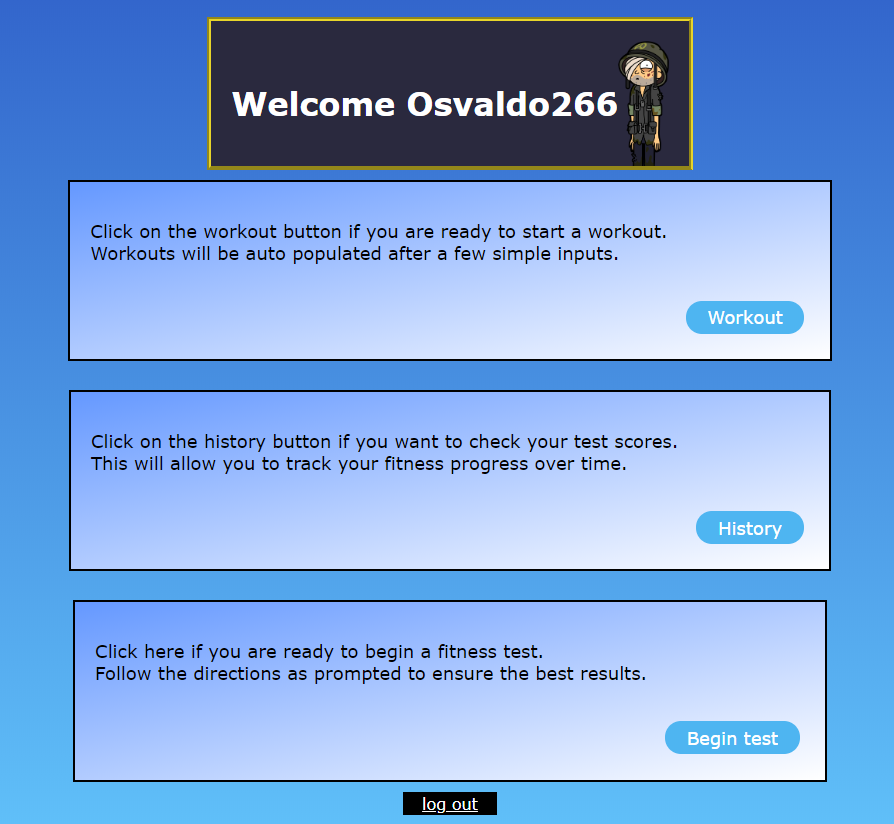 Welcome Osvaldo266
Click on the workout button if you are ready to start a workout.
Workouts will be auto populated after a few simple inputs.
Workout
Click on the history button if you want to check your test scores.
This will allow you to track your fitness progress over time.
History
Click here if you are ready to begin a fitness test.
Follow the directions as prompted to ensure the best results.
Begin test
log out